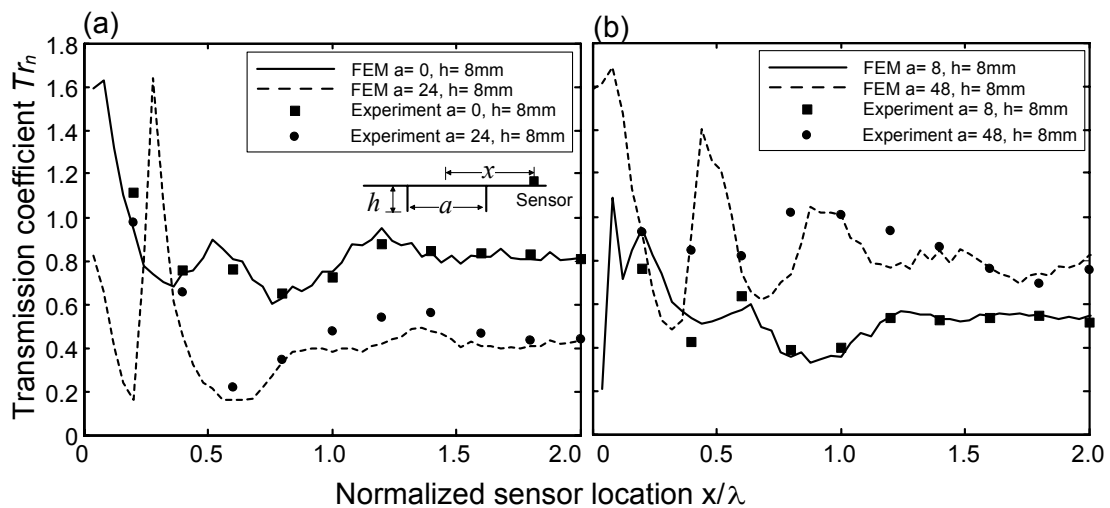 (a)
(b)
Transmission coefficient Trₙ
1.8
1.6
1.4
1.2
1.0
0.8
0.6
0.4
0.2
0
FEM a= 0, h= 8mm
FEM a= 24, h= 8mm
Experiment a= 0, h= 8mm
Experiment a= 24, h= 8mm
x
h
a
Sensor
FEM a= 8, h= 8mm
FEM a= 48, h= 8mm
Experiment a= 8, h= 8mm
Experiment a= 48, h= 8mm
0 0.5 1.0 1.5 2.0
0 0.5 1.0 1.5 2.0
Normalized sensor location x/λ